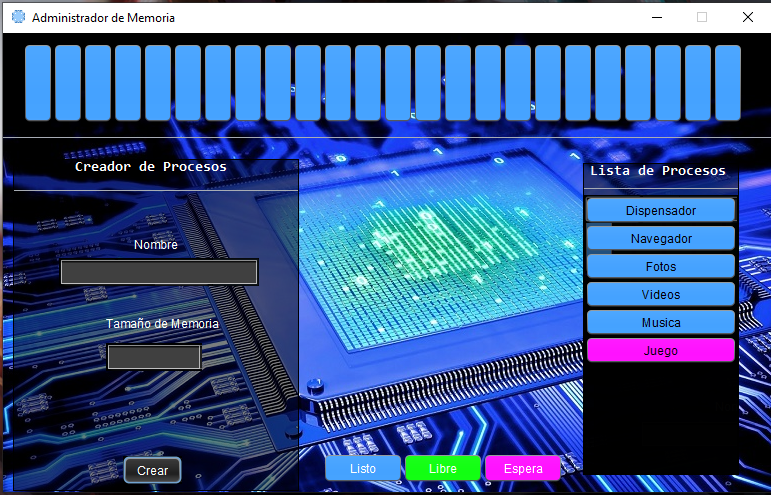 Administrador de Memoria
Creador de Procesos
Nombre
Tamaño de Memoria
Crear
Lista de Procesos
Dispensador
Navegador
Fotos
Videos
Musica
Juego
Listo
Libre
Espera